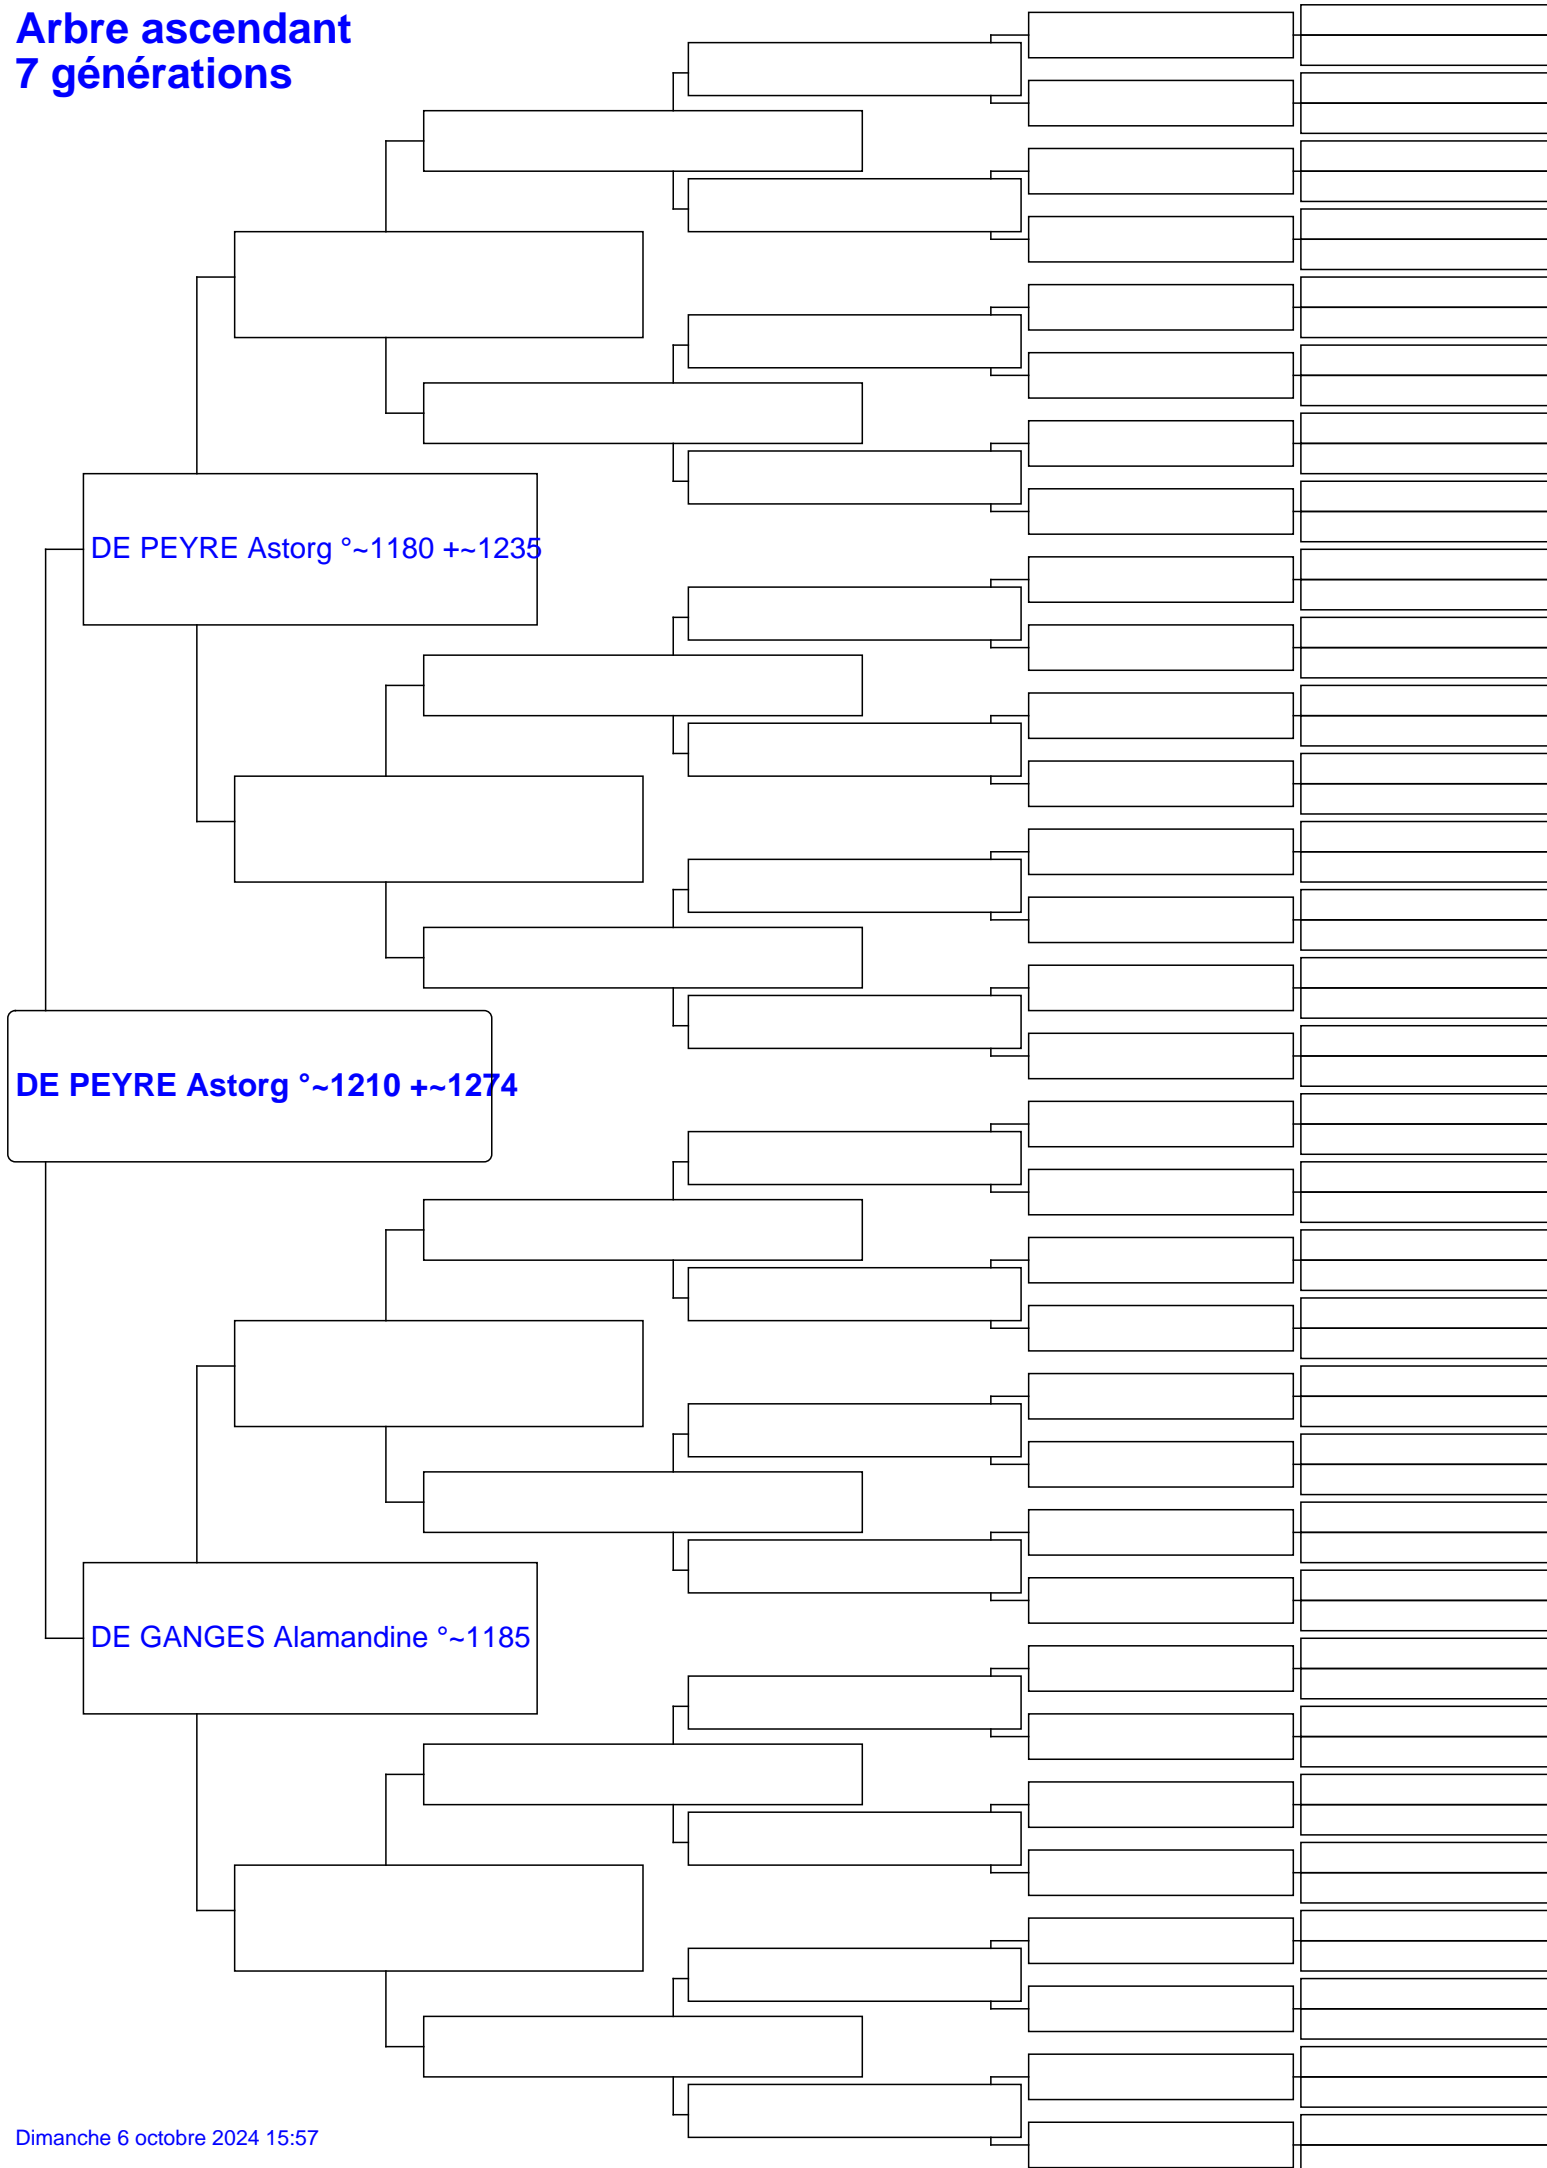 Arbre ascendant
7 générations
DE PEYRE Astorg °~1180 +~1235
DE PEYRE Astorg °~1210 +~1274
DE GANGES Alamandine °~1185
Dimanche 6 octobre 2024 15:57